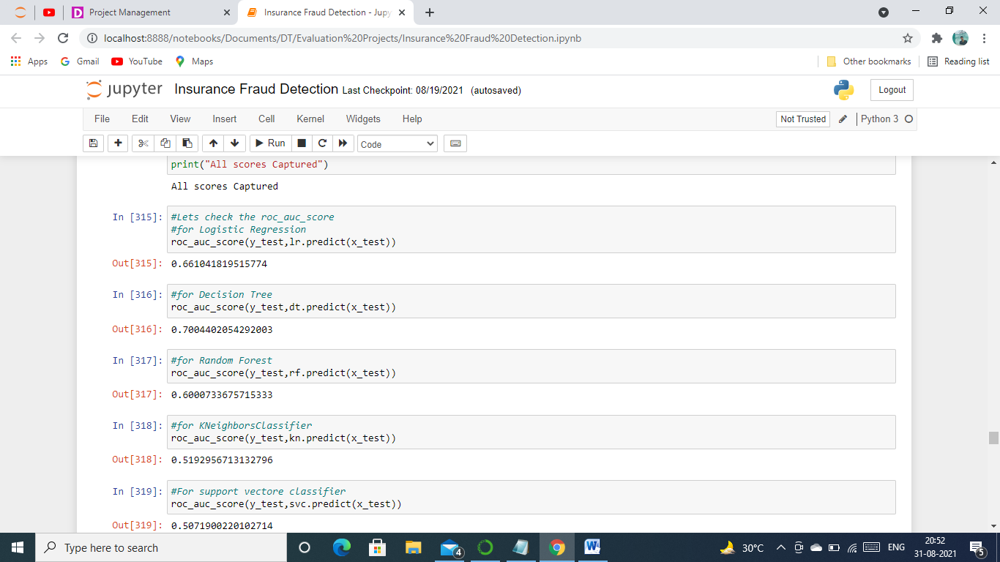 Project Management
Insurance Fraud Detection - Jupy
localhost:8888/notebooks/Documents/DT/Evaluation%20Projects/Insurance%20Fraud%20Detection.ipynb
Apps Gmail YouTube Maps Other bookmarks Reading list
jupyter Insurance Fraud Detection Last Checkpoint: 08/19/2021 (autosaved) Logout
File Edit View Insert Cell Kernel Widgets Help Not Trusted Python 3
Run Code
print("All scores Captured")
All scores Captured
In [315]: #Lets check the roc_auc_score
#for Logistic Regression
roc_auc_score(y_test,lr.predict(x_test))
Out[315]: 0.661041819515774
In [316]: #for Decision Tree
roc_auc_score(y_test,dt.predict(x_test))
Out[316]: 0.7004402054292003
In [317]: #for Random Forest
roc_auc_score(y_test,rf.predict(x_test))
Out[317]: 0.6000733675715333
In [318]: #for KNeighborsClassifier
roc_auc_score(y_test,kn.predict(x_test))
Out[318]: 0.5192956713132796
In [319]: #For support vectore classifier
roc_auc_score(y_test,svc.predict(x_test))
Out[319]: 0.5071900220102714
Type here to search 4 30°C ENG 20:52
31-08-2021 5